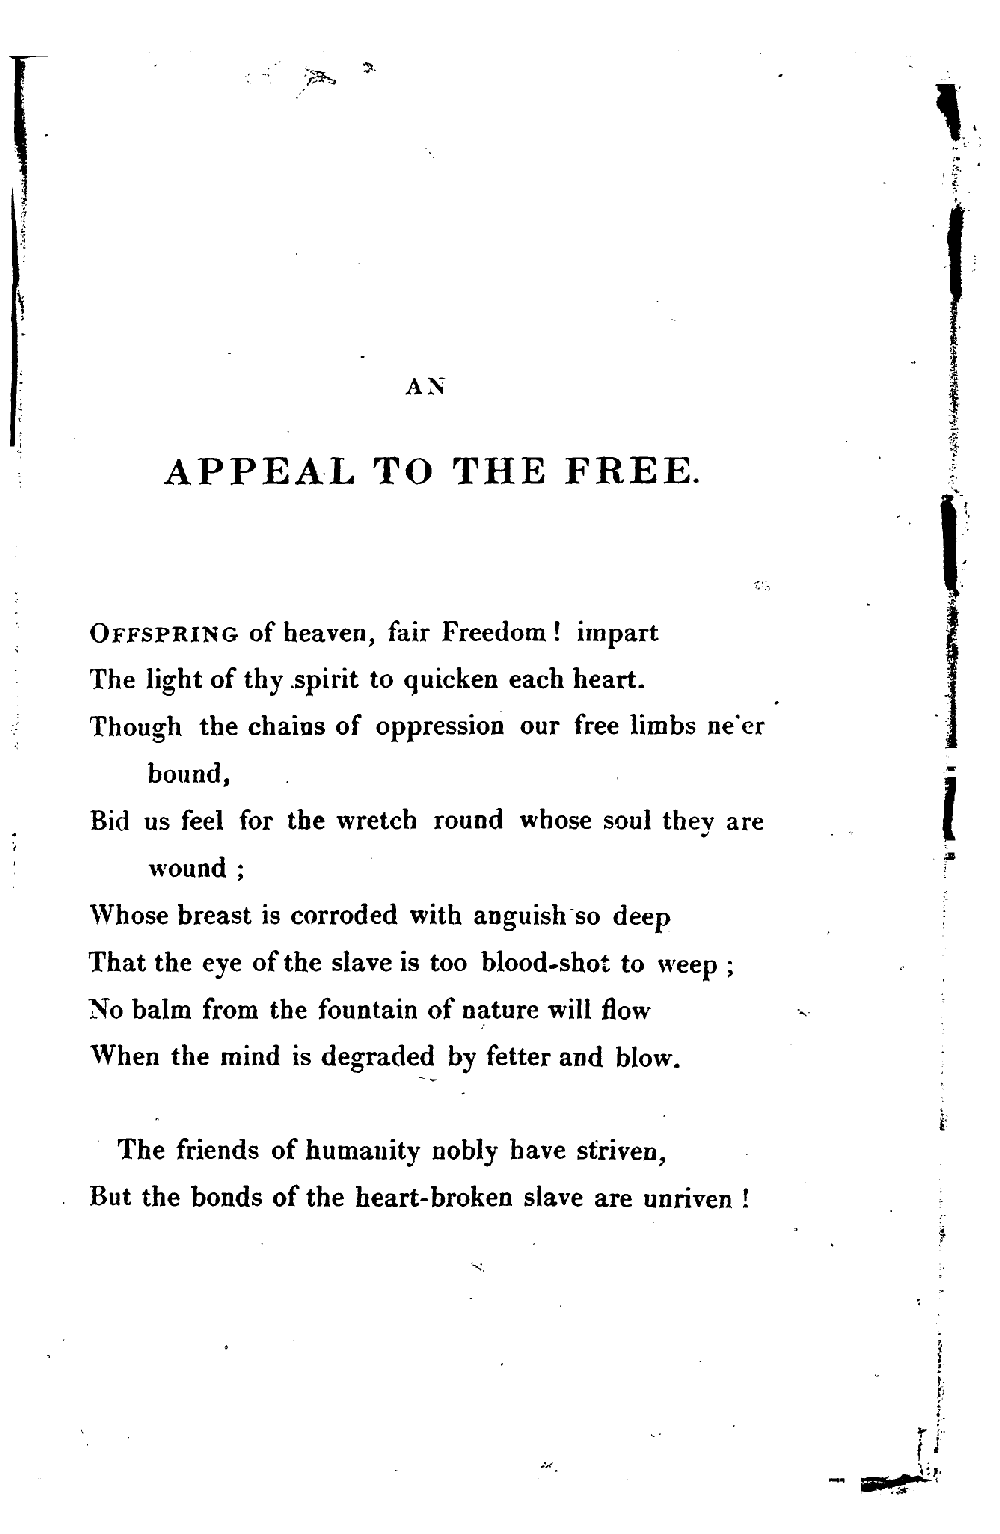 AN
APPEAL TO THE FREE.
OFFSPRING of heaven, fair Freedom! impart
The light of thy spirit to quicken each heart.
Though the chains of oppression our free limbs ne'er
bound,
Bid us feel for the wretch round whose soul they are
wound;
Whose breast is corroded with anguish so deep
That the eye of the slave is too blood-shot to weep;
No balm from the fountain of nature will flow
When the mind is degraded by fetter and blow.
The friends of humanity nobly have striven,
But the bonds of the heart-broken slave are unriven!